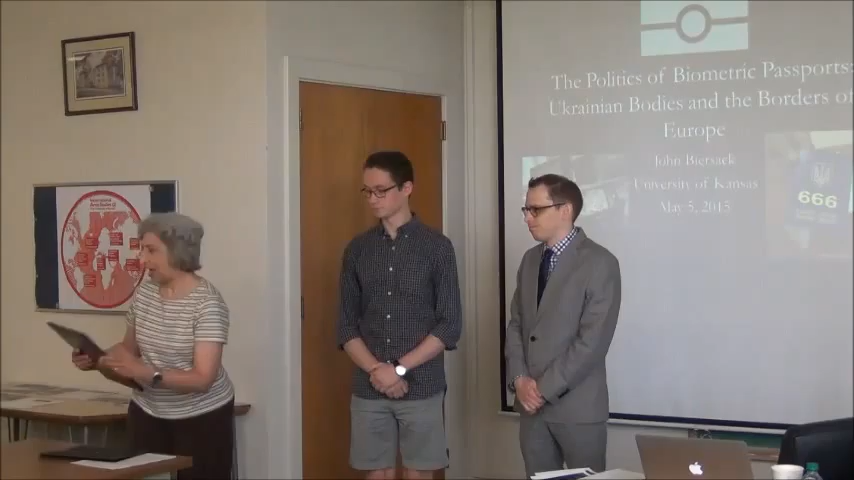 The Politics of Biometric Passports:
Ukrainian Bodies and the Borders of
Europe
John Biersack
University of Kansas
May 5, 2015
666